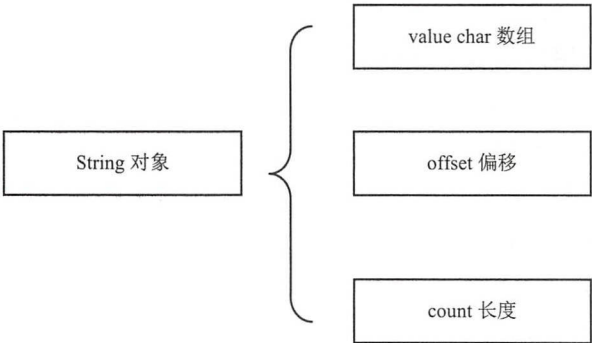 value char 数组
String 对象
offset 偏移
count 长度